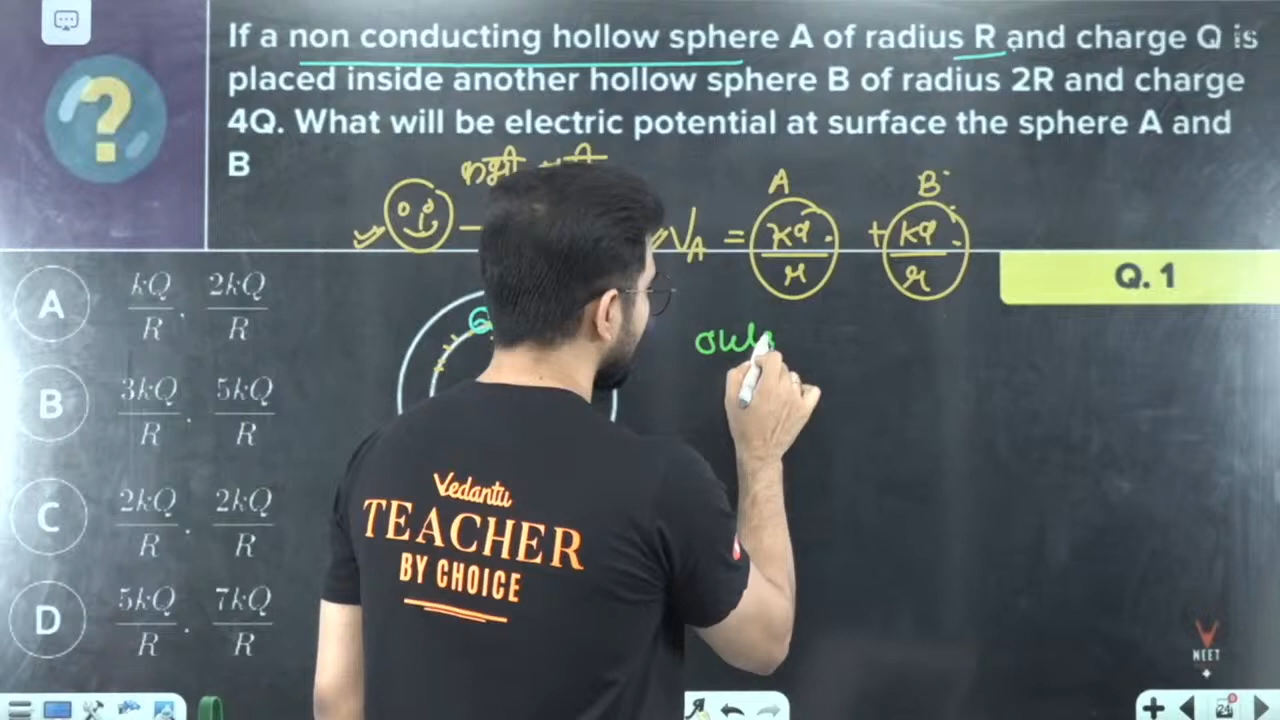 If a non conducting hollow sphere A of radius R and charge Q is
placed inside another hollow sphere B of radius 2R and charge
4Q. What will be electric potential at surface the sphere A and
B
A B
V_A = kq/r + kq/r
Q. 1
A kQ/R . 2kQ/R
B 3kQ/R . 5kQ/R
C 2kQ/R . 2kQ/R
D 5kQ/R . 7kQ/R
Vedantu
TEACHER
BY CHOICE
NEET
24